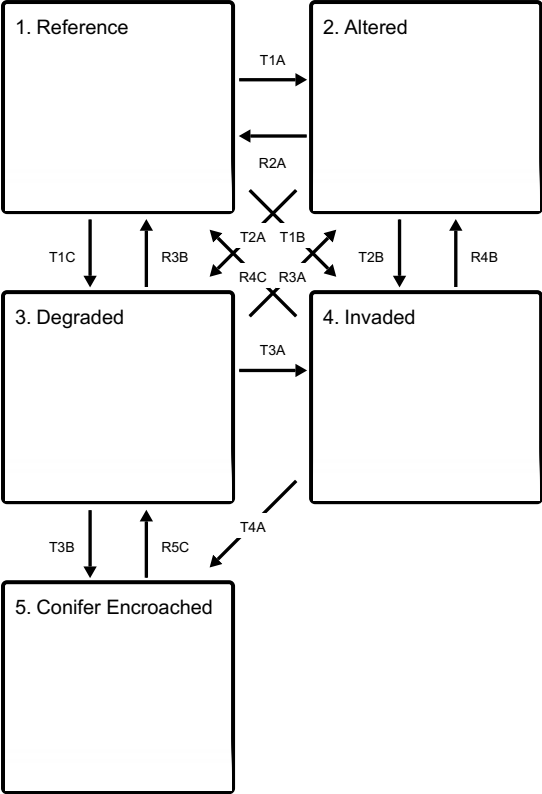 1. Reference
2. Altered
T1A
R2A
T1C
R3B
T2A
T1B
T2B
R4B
R4C
R3A
3. Degraded
4. Invaded
T3A
T4A
T3B
R5C
5. Conifer Encroached